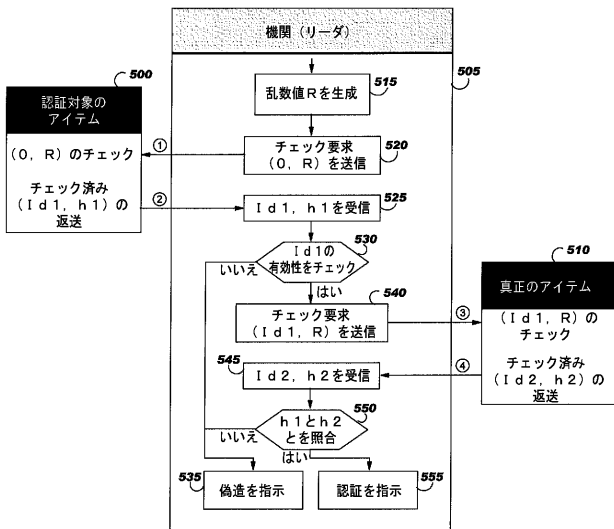 機関（リーダ）
505
乱数値Ｒを生成
515
500
認証対象の
アイテム
（０，Ｒ）のチェック
チェック済み
（Ｉｄ１，ｈ１）の
返送
①
チェック要求
（０，Ｒ）を送信
520
②
Ｉｄ１，ｈ１を受信
525
530
Ｉｄ１の
有効性をチェック
いいえ
はい
540
チェック要求
（Ｉｄ１，Ｒ）を送信
③
510
真正のアイテム
（Ｉｄ１，Ｒ）の
チェック
チェック済み
（Ｉｄ２，ｈ２）の
返送
④
545
Ｉｄ２，ｈ２を受信
550
ｈ１とｈ２
とを照合
いいえ
はい
535
偽造を指示
認証を指示
555